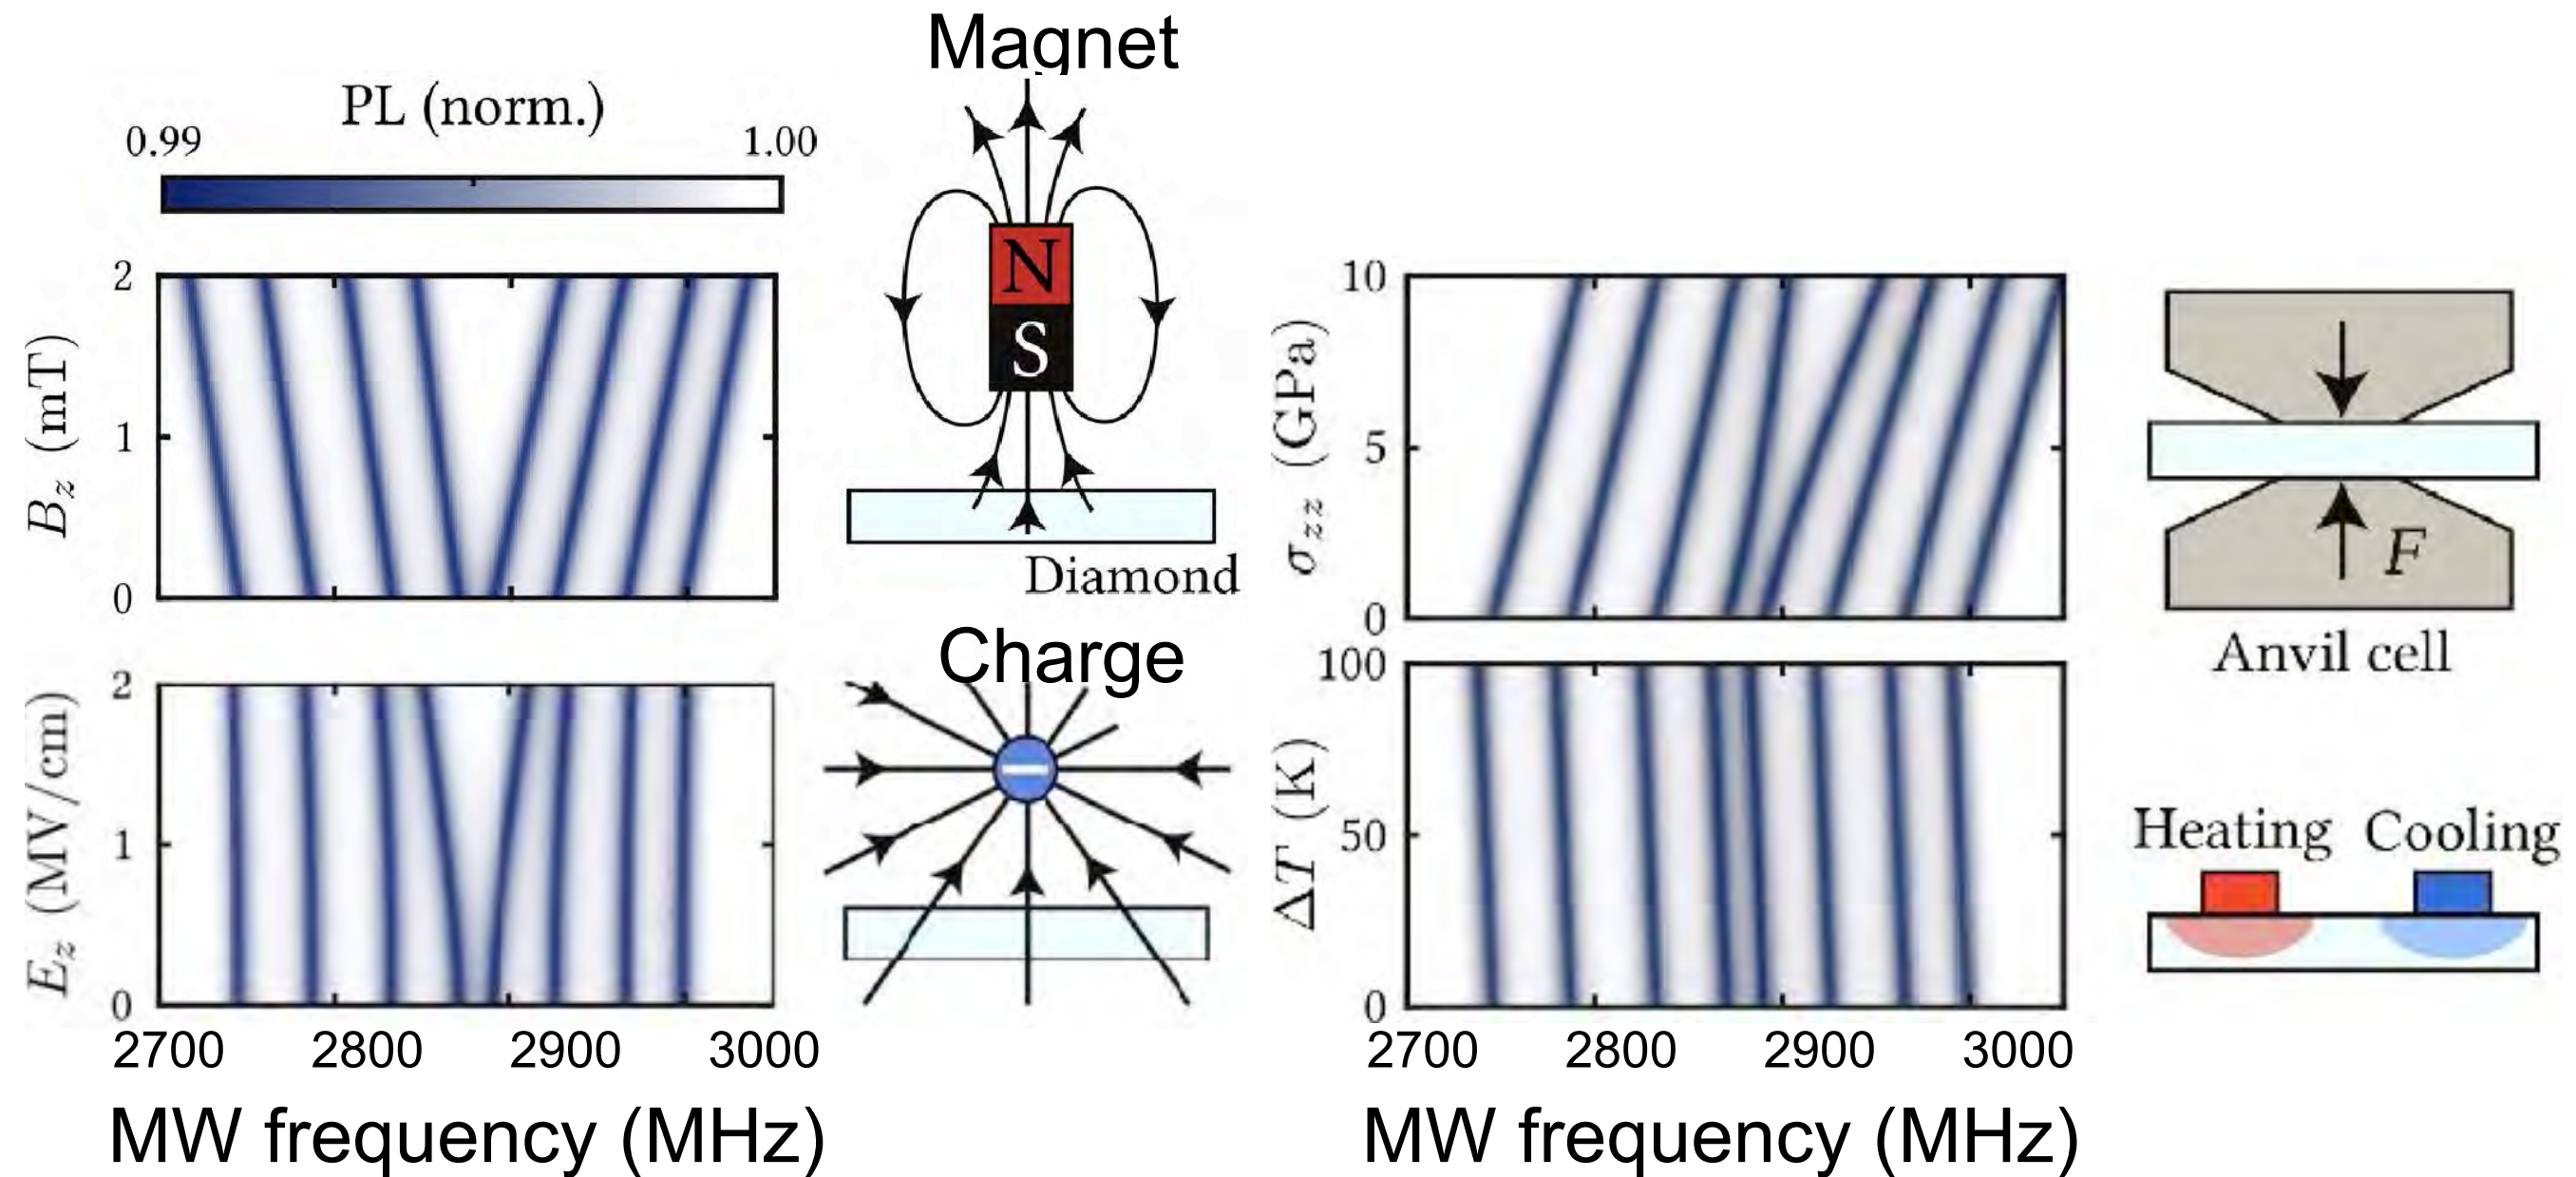 Magnet
PL (norm.)
0.99 1.00
N
S
Diamond
2
1
0
B_z (mT)
Charge
2
1
0
E_z (MV/cm)
2700 2800 2900 3000
MW frequency (MHz)
10
5
0
σ_zz (GPa)
F
Anvil cell
100
50
0
ΔT (K)
Heating Cooling
2700 2800 2900 3000
MW frequency (MHz)